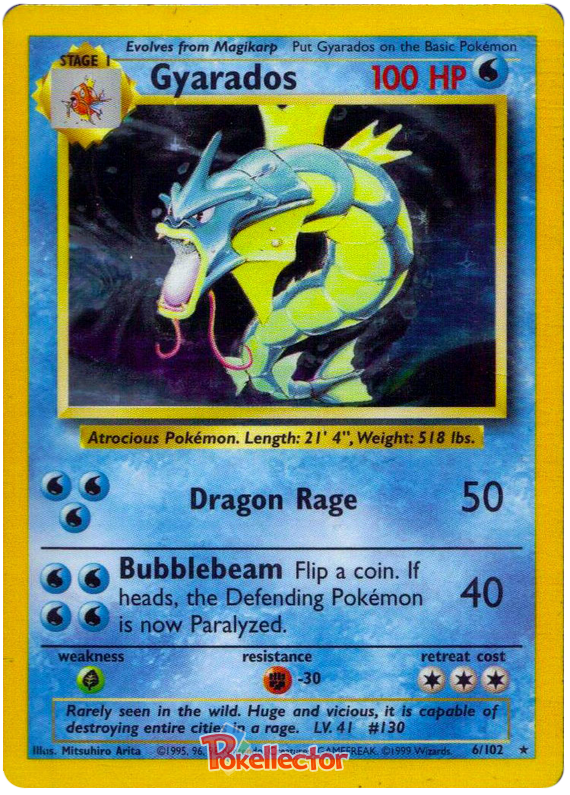 Evolves from Magikarp Put Gyarados on the Basic Pokémon
STAGE 1
Gyarados 100 HP
Atrocious Pokémon. Length: 21' 4", Weight: 518 lbs.
Dragon Rage 50
Bubblebeam Flip a coin. If
heads, the Defending Pokémon
is now Paralyzed.
40
weakness resistance retreat cost
-30
Rarely seen in the wild. Huge and vicious, it is capable of
destroying entire cities in a rage. LV. 41 #130
Illus. Mitsuhiro Arita ©1995, 96, GAMEFREAK. ©1999 Wizards. 6/102 ★
Pokellector